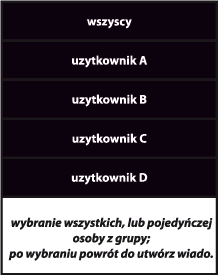 wszyscy
uzytkownik A
uzytkownik B
uzytkownik C
uzytkownik D
wybranie wszystkich, lub pojedyńczej
osoby z grupy;
po wybraniu powrót do utwórz wiado.